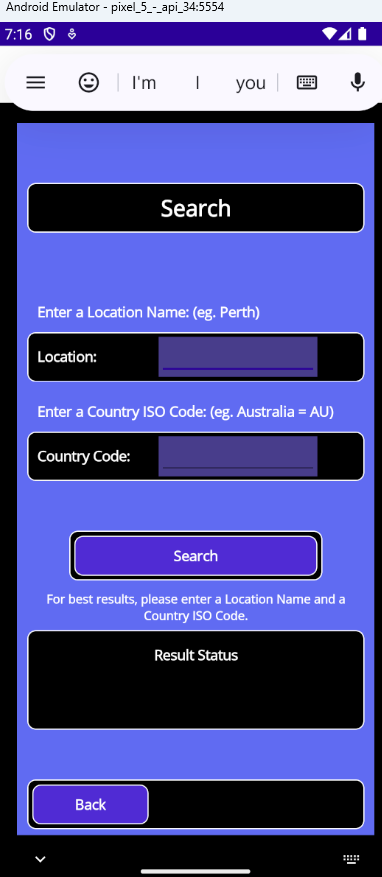 Android Emulator - pixel_5_-_api_34:5554
7:16
I'm I you
Search
Enter a Location Name: (eg. Perth)
Location:
Enter a Country ISO Code: (eg. Australia = AU)
Country Code:
Search
For best results, please enter a Location Name and a
Country ISO Code.
Result Status
Back